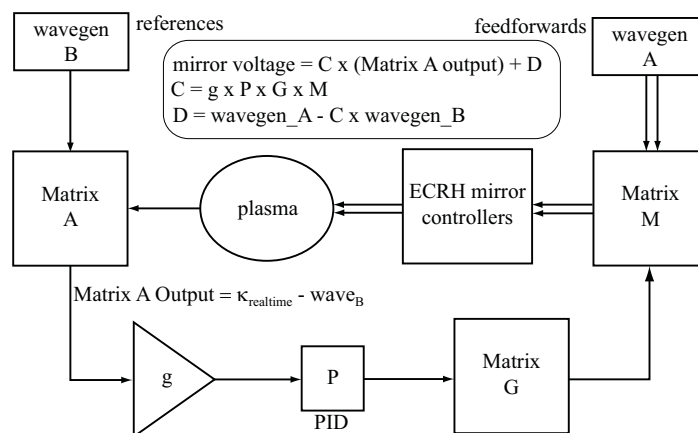 wavegen
B
references
feedforwards
wavegen
A
mirror voltage = C x (Matrix A output) + D
C = g x P x G x M
D = wavegen_A - C x wavegen_B
Matrix
A
plasma
ECRH mirror
controllers
Matrix
M
Matrix A Output = κrealtime - waveB
g
P
PID
Matrix
G